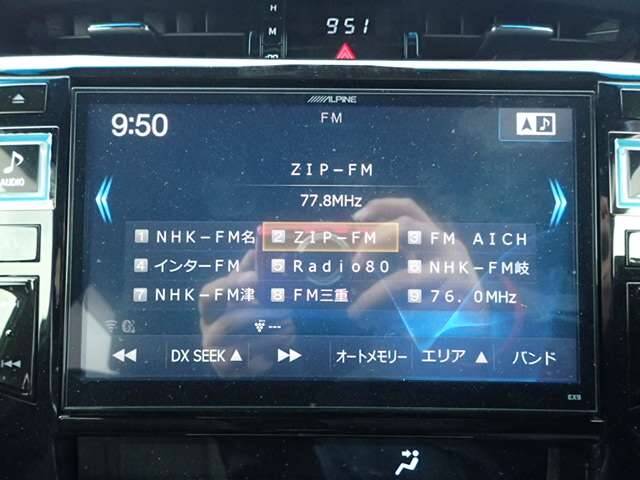 H
M
951
ALPINE
9:50
FM
ZIP-FM
77.8MHz
AUDIO
1 NHK-FM名
2 ZIP-FM
3 FM AICH
4 インターFM
5 Radio80
6 NHK-FM岐
7 NHK-FM津
8 FM三重
9 76.0MHz
---
DX SEEK▲
オートメモリー
エリア ▲
バンド
EX9